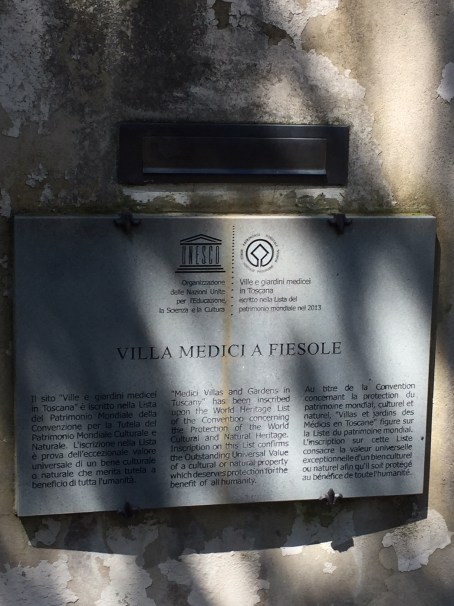 UNESCO
Organizzazione
delle Nazioni Unite
per l'Educazione,
la Scienza e la Cultura
Ville e giardini medicei
in Toscana
iscritto nella Lista del
patrimonio mondiale nel 2013
VILLA MEDICI A FIESOLE
Il sito "Ville e giardini medicei
in Toscana" è iscritto nella Lista
del Patrimonio Mondiale della
Convenzione per la Tutela del
Patrimonio Mondiale Culturale e
Naturale. L'iscrizione nella Lista
è prova dell'eccezionale valore
universale di un bene culturale
o naturale che merita tutela a
beneficio di tutta l'umanità.
"Medici Villas and Gardens in
Tuscany" has been inscribed
upon the World Heritage List
of the Convention concerning
the Protection of the World
Cultural and Natural Heritage.
Inscription on this List confirms
the Outstanding Universal Value
of a cultural or natural property
which deserves protection for the
benefit of all humanity.
Au titre de la Convention
concernant la protection du
patrimoine mondial, culturel et
naturel, "Villas et jardins des
Médicis en Toscane" figure sur
la Liste du patrimoine mondial.
L'inscription sur cette Liste
consacre la valeur universelle
exceptionnelle d'un bien culturel
ou naturel afin qu'il soit protégé
au bénéfice de toute l'humanité.